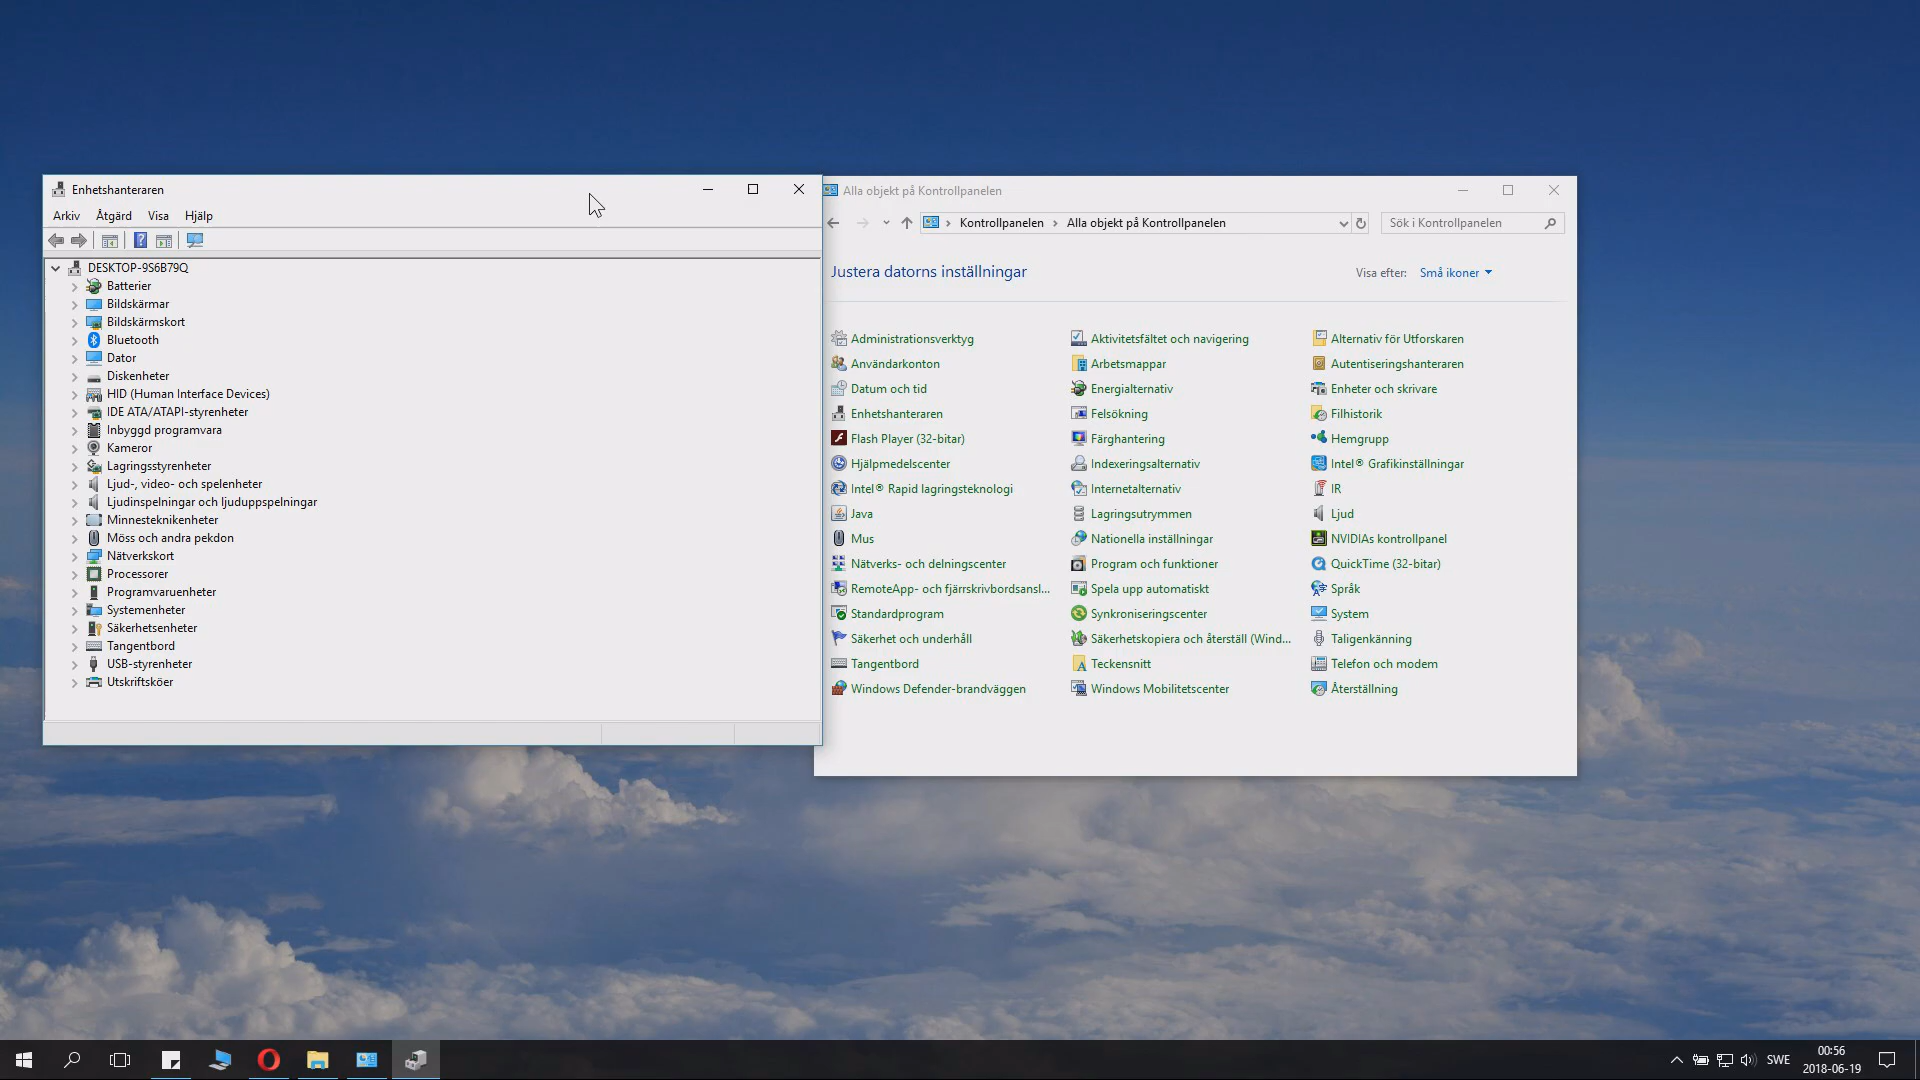 Enhetshanteraren
Arkiv Åtgärd Visa Hjälp
DESKTOP-9S6B79Q
Batterier
Bildskärmar
Bildskärmskort
Bluetooth
Dator
Diskenheter
HID (Human Interface Devices)
IDE ATA/ATAPI-styrenheter
Inbyggd programvara
Kameror
Lagringsstyrenheter
Ljud-, video- och spelenheter
Ljudinspelningar och ljuduppspelningar
Minnesteknikenheter
Möss och andra pekdon
Nätverkskort
Processorer
Programvaruenheter
Systemenheter
Säkerhetsenheter
Tangentbord
USB-styrenheter
Utskriftsköer
Alla objekt på Kontrollpanelen
Kontrollpanelen Alla objekt på Kontrollpanelen Sök i Kontrollpanelen
Justera datorns inställningar Visa efter: Små ikoner
Administrationsverktyg Aktivitetsfältet och navigering Alternativ för Utforskaren
Användarkonton Arbetsmappar Autentiseringshanteraren
Datum och tid Energialternativ Enheter och skrivare
Enhetshanteraren Felsökning Filhistorik
Flash Player (32-bitar) Färghantering Hemgrupp
Hjälpmedelscenter Indexeringsalternativ Intel® Grafikinställningar
Intel® Rapid lagringsteknologi Internetalternativ IR
Java Lagringsutrymmen Ljud
Mus Nationella inställningar NVIDIAs kontrollpanel
Nätverks- och delningscenter Program och funktioner QuickTime (32-bitar)
RemoteApp- och fjärrskrivbordsansl... Spela upp automatiskt Språk
Standardprogram Synkroniseringscenter System
Säkerhet och underhåll Säkerhetskopiera och återställ (Wind... Taligenkänning
Tangentbord Teckensnitt Telefon och modem
Windows Defender-brandväggen Windows Mobilitetscenter Återställning
SWE 00:56
2018-06-19